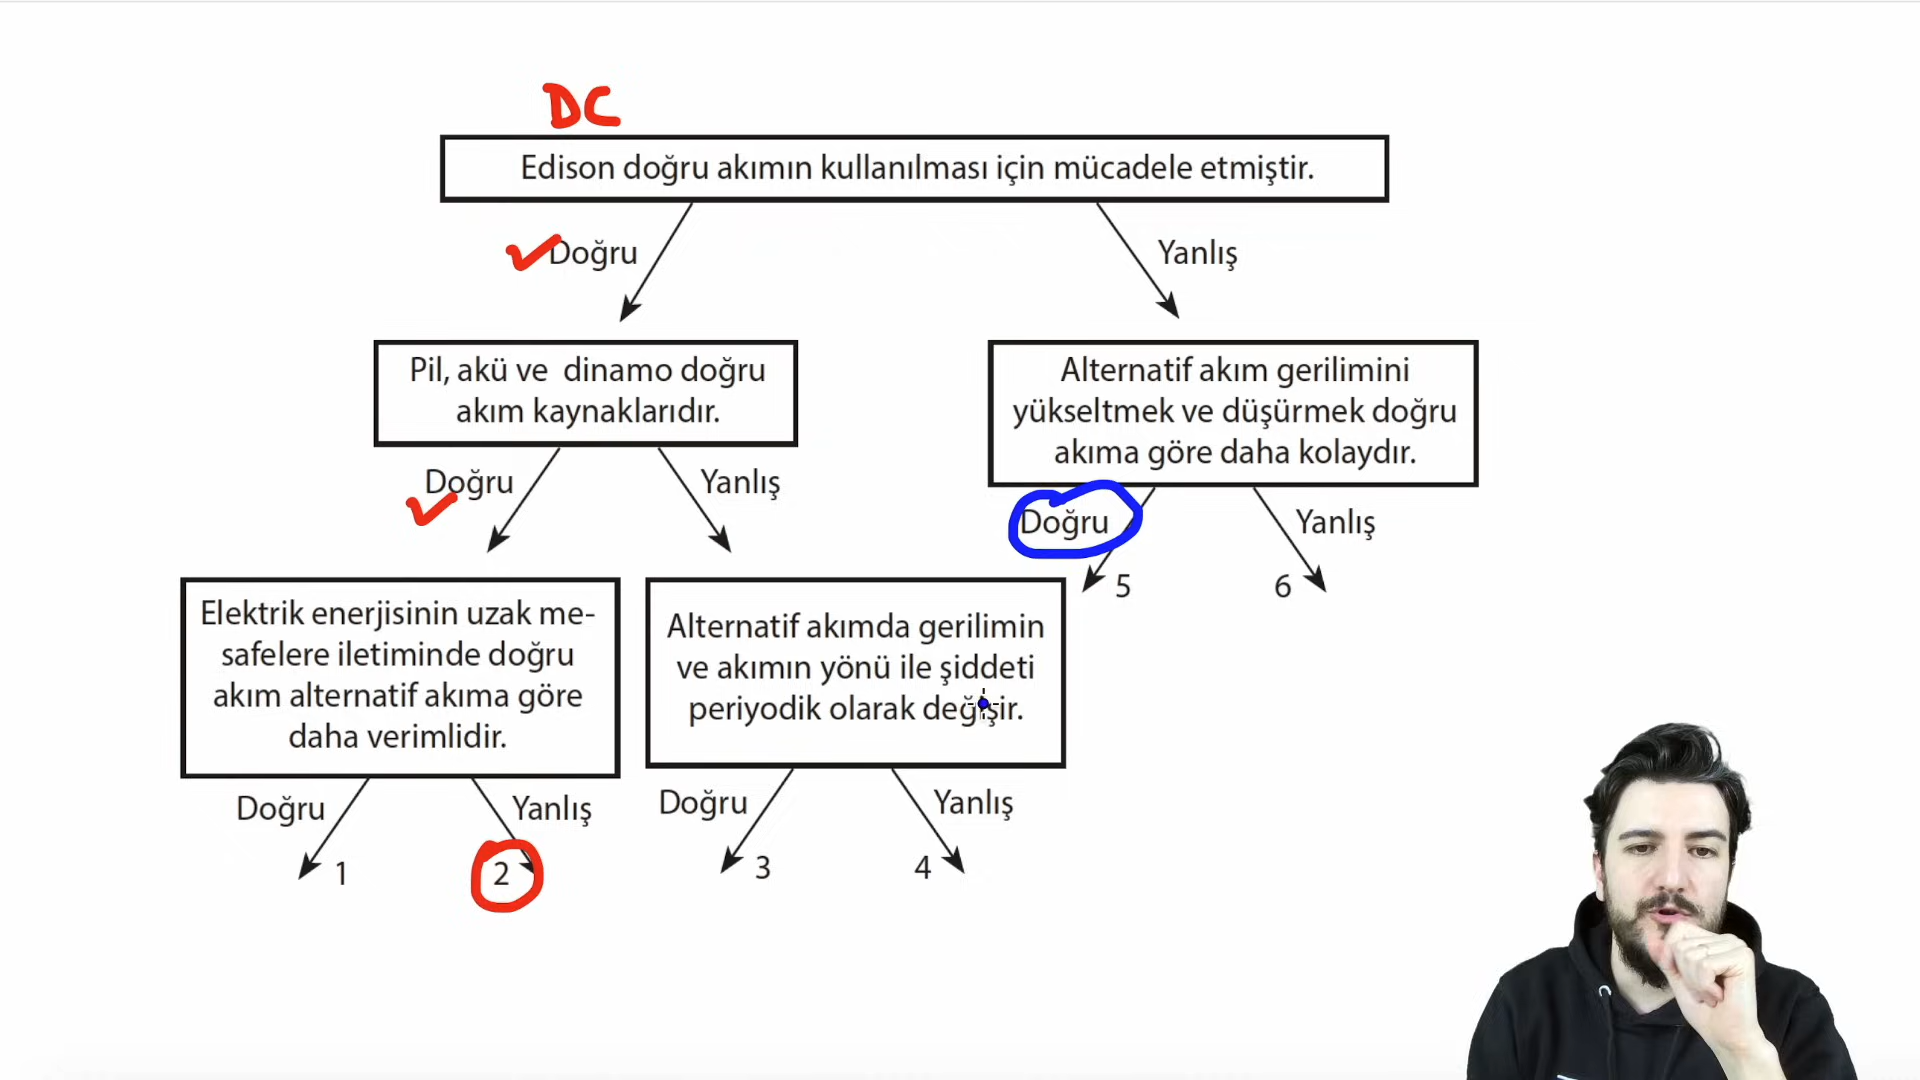 DC
Edison doğru akımın kullanılması için mücadele etmiştir.
Doğru
Yanlış
Pil, akü ve dinamo doğru
akım kaynaklarıdır.
Alternatif akım gerilimini
yükseltmek ve düşürmek doğru
akıma göre daha kolaydır.
Doğru
Yanlış
Doğru
Yanlış
5
6
Elektrik enerjisinin uzak me-
safelere iletiminde doğru
akım alternatif akıma göre
daha verimlidir.
Alternatif akımda gerilimin
ve akımın yönü ile şiddeti
periyodik olarak değişir.
Doğru
Yanlış
Doğru
Yanlış
1
2
3
4